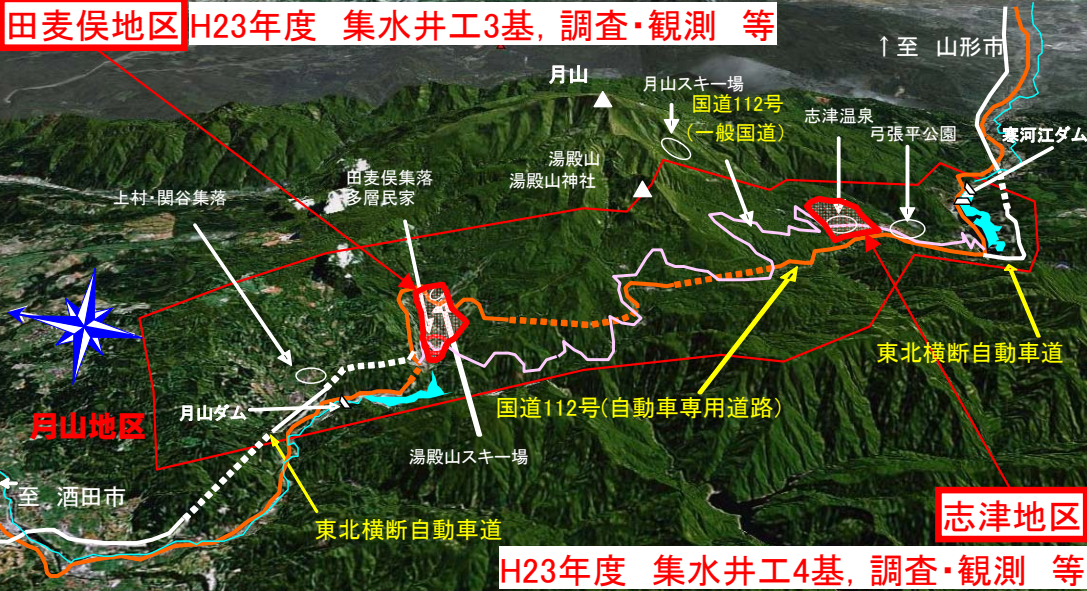 田麦俣地区 H23年度 集水井工3基, 調査・観測 等
↑至 山形市
月山
月山スキー場
国道112号
(一般国道)
志津温泉
弓張平公園
寒河江ダム
湯殿山
湯殿山神社
田麦俣集落
多層民家
上村・関谷集落
東北横断自動車道
国道112号(自動車専用道路)
月山ダム
月山地区
湯殿山スキー場
至 酒田市
東北横断自動車道
志津地区
H23年度 集水井工4基, 調査・観測 等